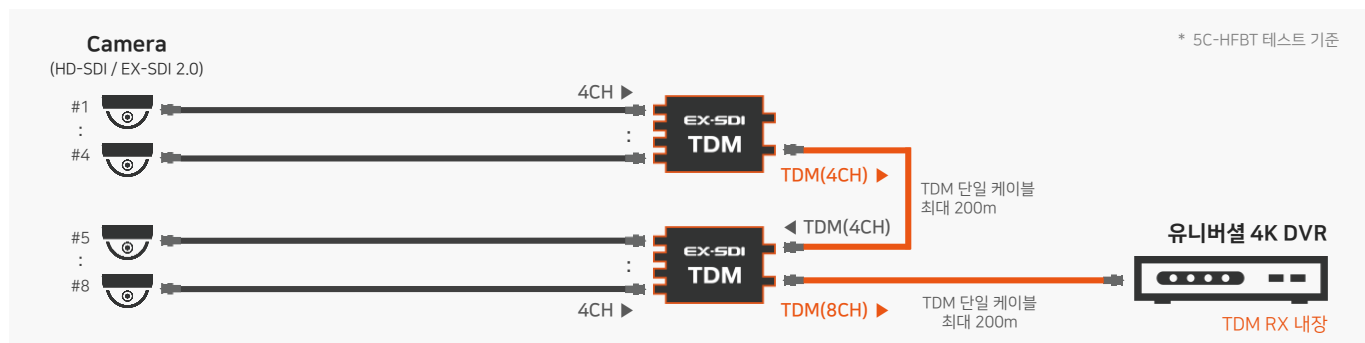 Camera
(HD-SDI / EX-SDI 2.0)
* 5C-HFBT 테스트 기준
#1
:
#4
4CH ▶
:
EX-SDI
TDM
TDM(4CH) ▶
TDM 단일 케이블
최대 200m
◀ TDM(4CH)
#5
:
#8
:
4CH ▶
EX-SDI
TDM
TDM(8CH) ▶
TDM 단일 케이블
최대 200m
유니버셜 4K DVR
TDM RX 내장